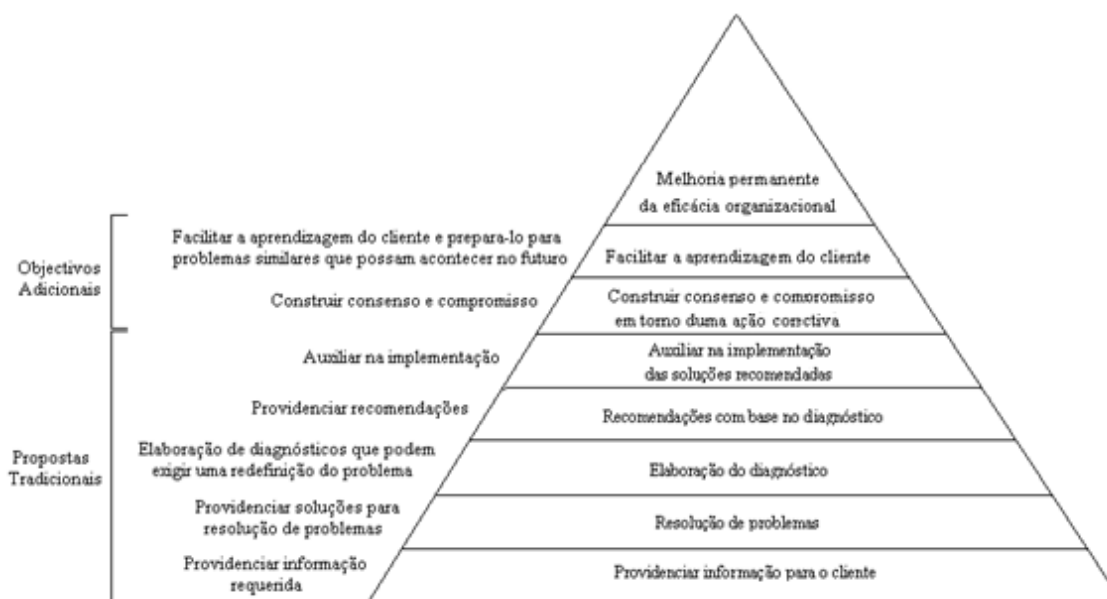 Melhoria permanente
da eficácia organizacional
Objectivos
Adicionais
Facilitar a aprendizagem do cliente e prepara-lo para
problemas similares que possam acontecer no futuro
Facilitar a aprendizagem do cliente
Construir consenso e compromisso
Construir consenso e compromisso
em torno duma ação correctiva
Propostas
Tradicionais
Auxiliar na implementação
Auxiliar na implementação
das soluções recomendadas
Providenciar recomendações
Recomendações com base no diagnóstico
Elaboração de diagnósticos que podem
exigir uma redefinição do problema
Elaboração do diagnóstico
Providenciar soluções para
resolução de problemas
Resolução de problemas
Providenciar informação
requerida
Providenciar informação para o cliente